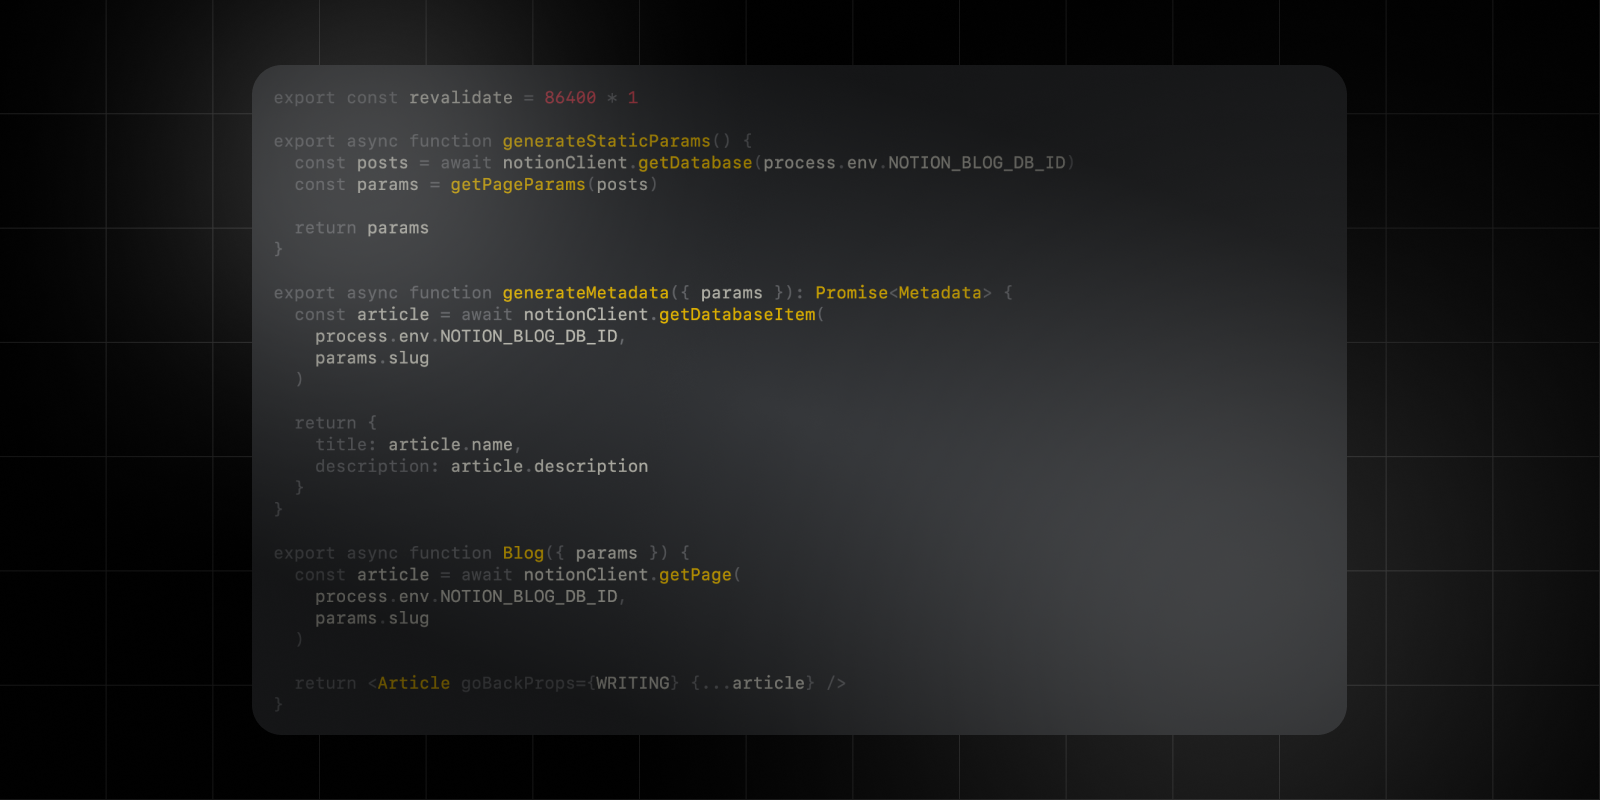 export const revalidate = 86400 * 1
export async function generateStaticParams() {
const posts = await notionClient.getDatabase(process.env.NOTION_BLOG_DB_ID)
const params = getPageParams(posts)
return params
}
export async function generateMetadata({ params }): Promise<Metadata> {
const article = await notionClient.getDatabaseItem(
process.env.NOTION_BLOG_DB_ID,
params.slug
)
return {
title: article.name,
description: article.description
}
}
export async function Blog({ params }) {
const article = await notionClient.getPage(
process.env.NOTION_BLOG_DB_ID,
params.slug
)
return <Article goBackProps={WRITING} {...article} />
}